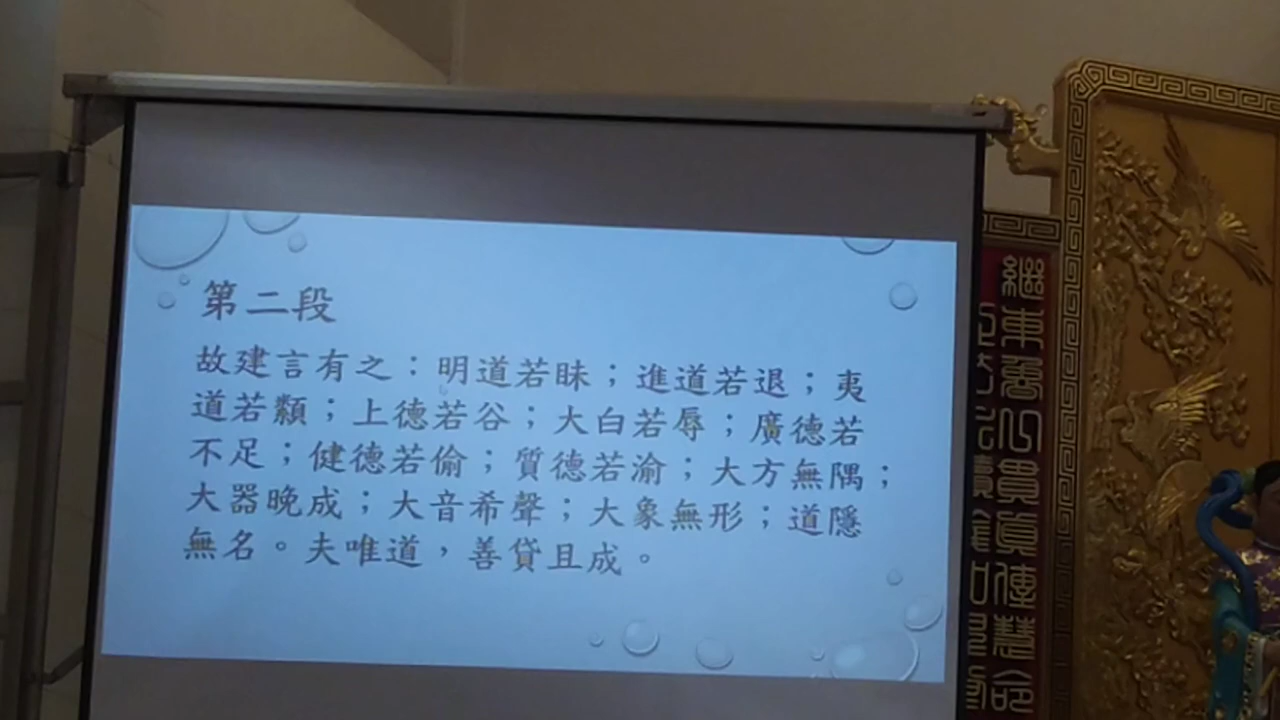 第二段
故建言有之：明道若昧；進道若退；夷
道若纇；上德若谷；大白若辱；廣德若
不足；健德若偷；質德若渝；大方無隅；
大器晚成；大音希聲；大象無形；道隱
無名。夫唯道，善貸且成。